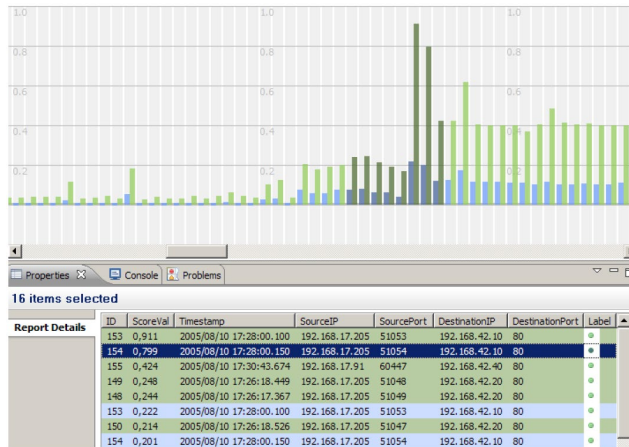 1.0 1.0 1.0
0.8 0.8 0.8
0.6 0.6 0.6
0.4 0.4 0.4
0.2 0.2 0.2
Properties Console Problems
16 items selected
Report Details
ID ScoreVal Timestamp SourceIP SourcePort DestinationIP DestinationPort Label
153 0,911 2005/08/10 17:28:00.100 192.168.17.205 51053 192.168.42.10 80
154 0,799 2005/08/10 17:28:00.150 192.168.17.205 51054 192.168.42.10 80
155 0,424 2005/08/10 17:30:43.674 192.168.17.91 60447 192.168.42.40 80
149 0,248 2005/08/10 17:26:18.449 192.168.17.205 51048 192.168.42.20 80
148 0,244 2005/08/10 17:26:17.367 192.168.17.205 51049 192.168.42.20 80
153 0,222 2005/08/10 17:28:00.100 192.168.17.205 51053 192.168.42.10 80
150 0,214 2005/08/10 17:26:18.526 192.168.17.205 51047 192.168.42.20 80
154 0,201 2005/08/10 17:28:00.150 192.168.17.205 51054 192.168.42.10 80